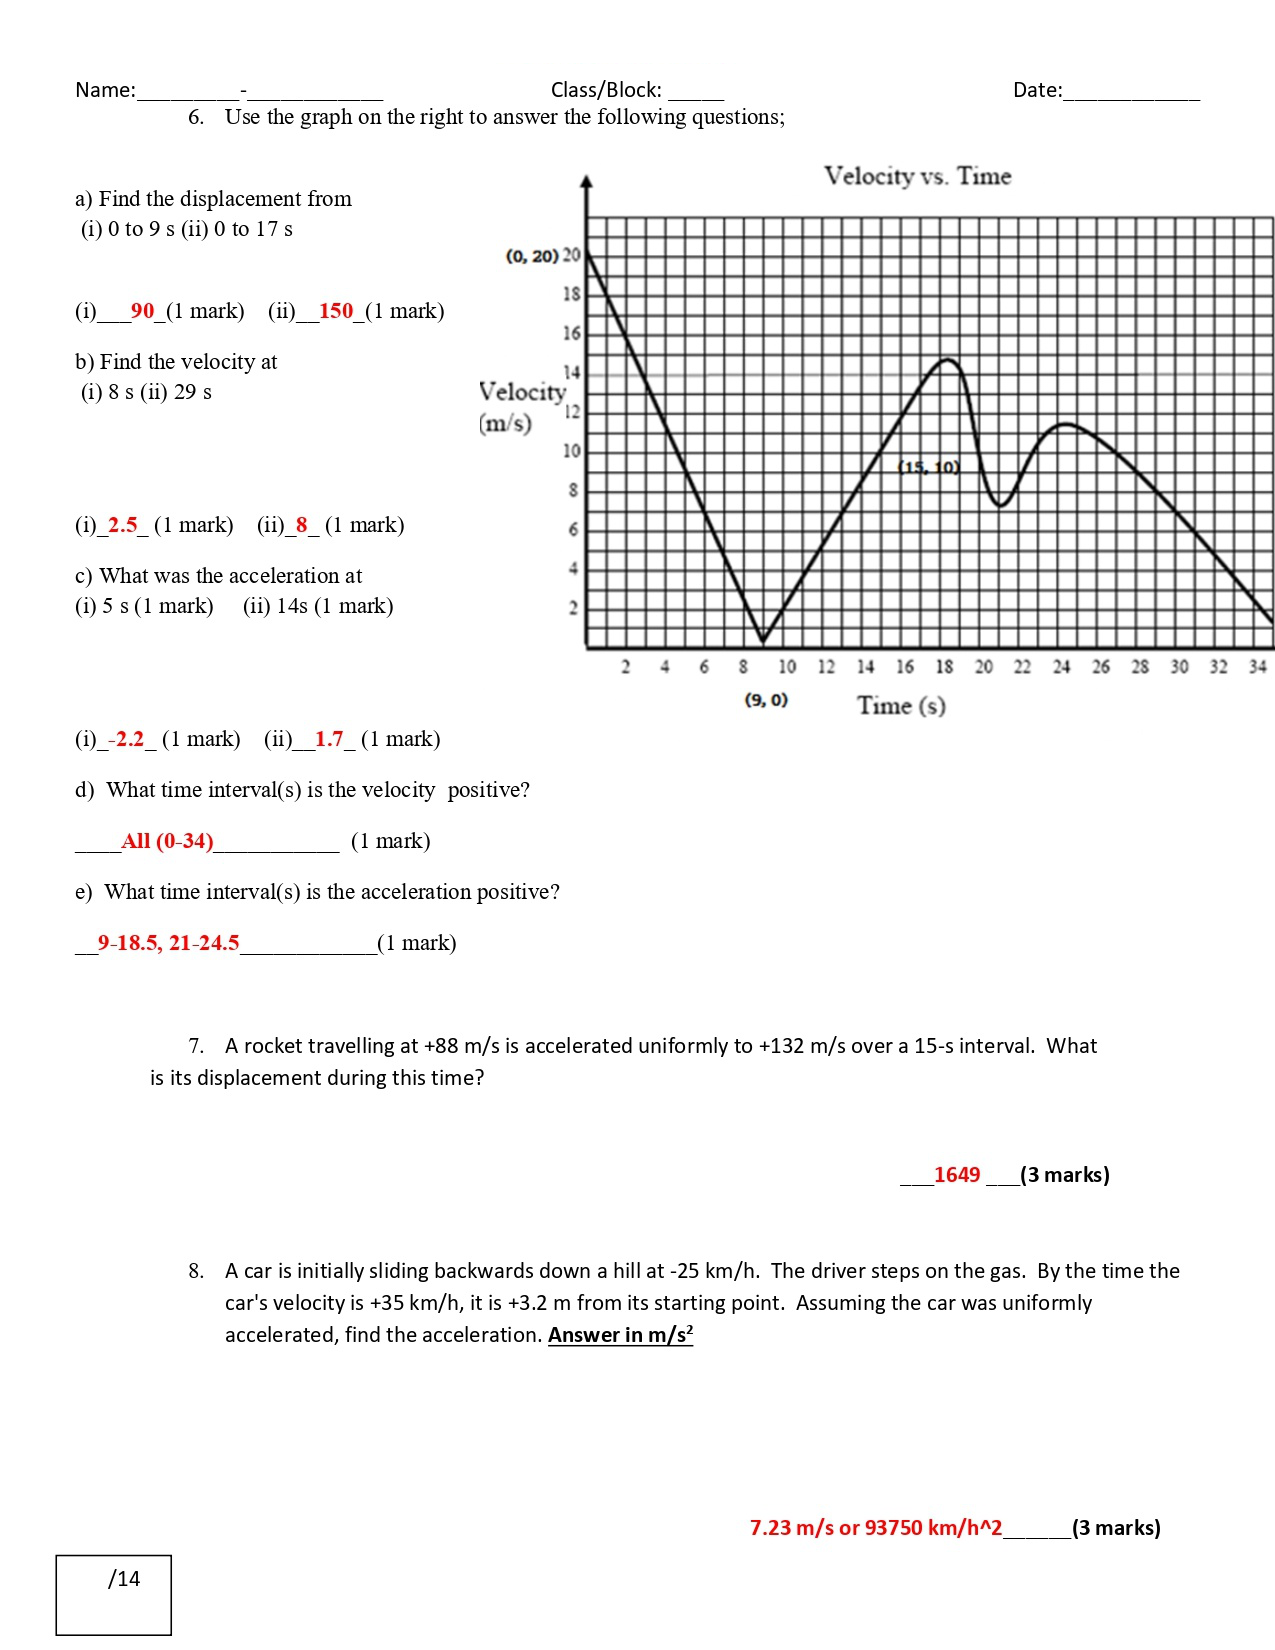 Name:_________-____________ Class/Block: _____ Date:____________
6. Use the graph on the right to answer the following questions;
Velocity vs. Time
a) Find the displacement from
(i) 0 to 9 s (ii) 0 to 17 s
(0, 20) 20
18
(i)___90_(1 mark) (ii)__150_(1 mark)
16
b) Find the velocity at
14
(i) 8 s (ii) 29 s
Velocity
(m/s)
12
10
(15, 10)
8
(i)_2.5_ (1 mark) (ii)_8_ (1 mark)
6
c) What was the acceleration at
4
(i) 5 s (1 mark) (ii) 14s (1 mark)
2
2 4 6 8 10 12 14 16 18 20 22 24 26 28 30 32 34
(9, 0) Time (s)
(i)_-2.2_ (1 mark) (ii)__1.7_ (1 mark)
d) What time interval(s) is the velocity positive?
____All (0-34)___________ (1 mark)
e) What time interval(s) is the acceleration positive?
__9-18.5, 21-24.5____________(1 mark)
7. A rocket travelling at +88 m/s is accelerated uniformly to +132 m/s over a 15-s interval. What
is its displacement during this time?
___1649 ___(3 marks)
8. A car is initially sliding backwards down a hill at -25 km/h. The driver steps on the gas. By the time the
car's velocity is +35 km/h, it is +3.2 m from its starting point. Assuming the car was uniformly
accelerated, find the acceleration. Answer in m/s²
7.23 m/s or 93750 km/h^2______(3 marks)
/14